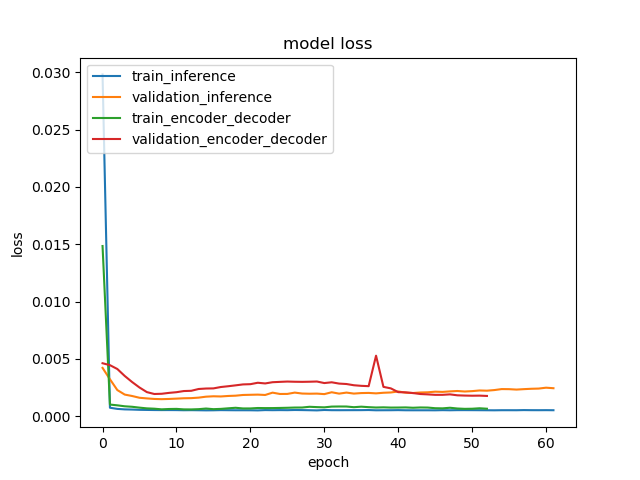 model loss
train_inference
validation_inference
train_encoder_decoder
validation_encoder_decoder
loss
0.030
0.025
0.020
0.015
0.010
0.005
0.000
0 10 20 30 40 50 60
epoch